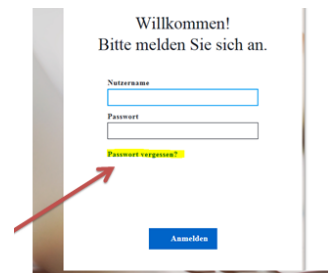 Willkommen!
Bitte melden Sie sich an.
Nutzername
Passwort
Passwort vergessen?
Anmelden